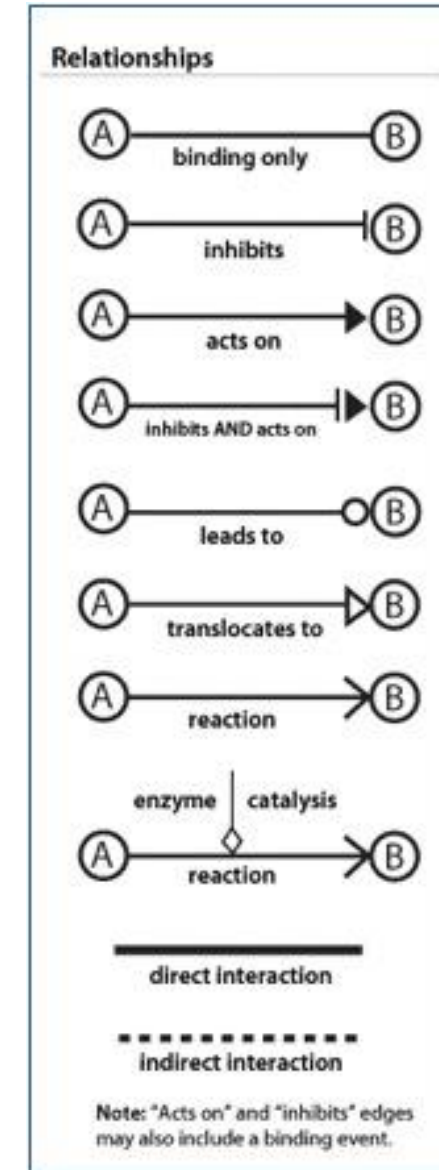 Relationships
A B
binding only
A B
inhibits
A B
acts on
A B
inhibits AND acts on
A B
leads to
A B
translocates to
A B
reaction
enzyme catalysis
A B
reaction
direct interaction
indirect interaction
Note: "Acts on" and "inhibits" edges
may also include a binding event.